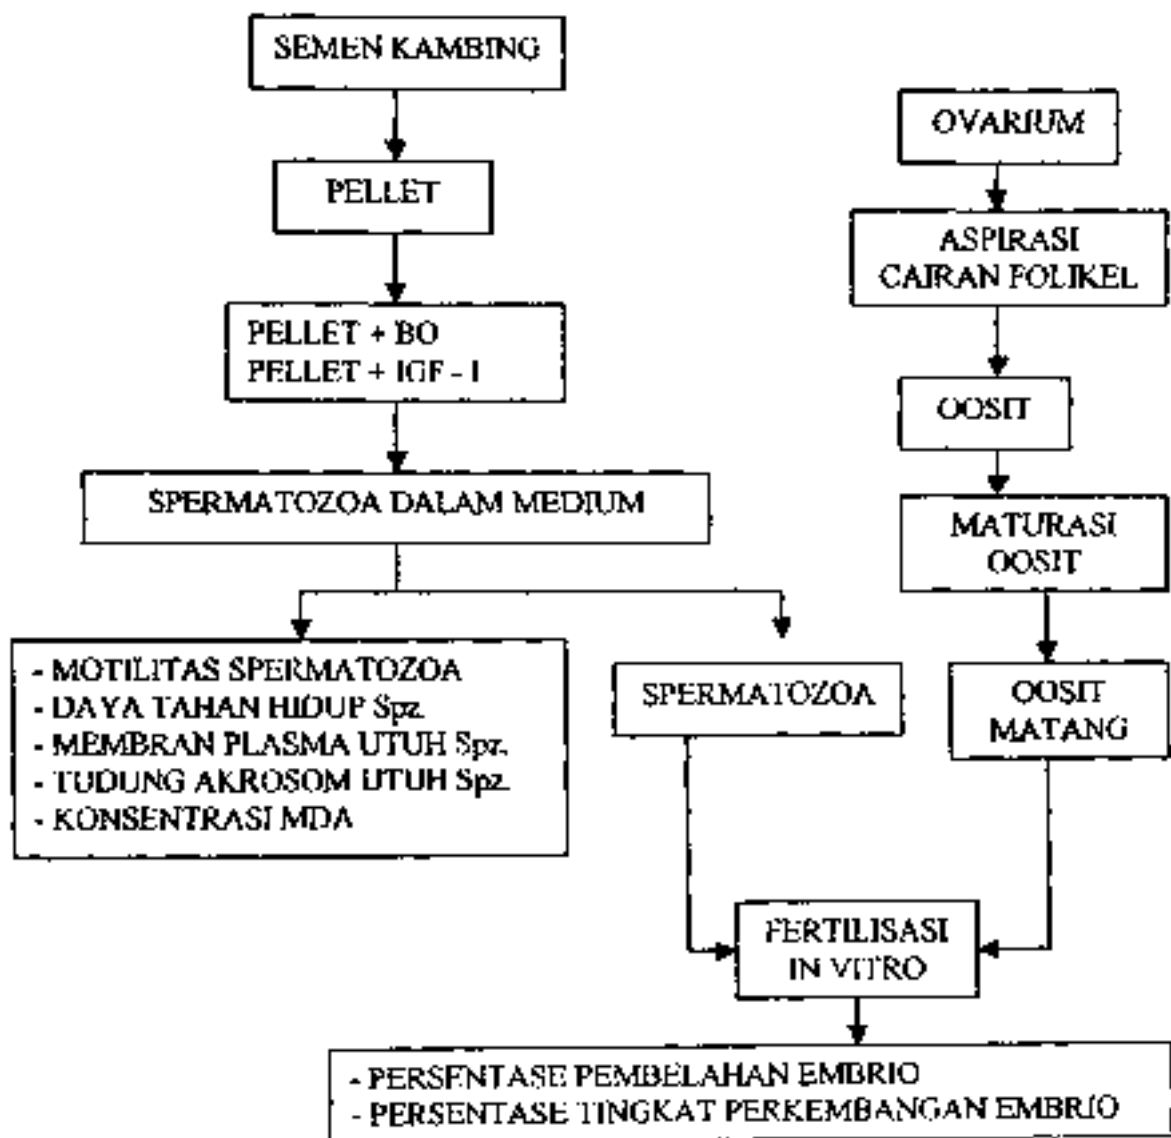 SEMEN KAMBING
PELLET
PELLET + BO
PELLET + IGF - I
SPERMATOZOA DALAM MEDIUM
- MOTILITAS SPERMATOZOA
- DAYA TAHAN HIDUP Spz.
- MEMBRAN PLASMA UTUH Spz.
- TUDUNG AKROSOM UTUH Spz.
- KONSENTRASI MDA
SPERMATOZOA
OVARIUM
ASPIRASI
CAIRAN FOLIKEL
OOSIT
MATURASI
OOSIT
OOSIT
MATANG
FERTILISASI
IN VITRO
- PERSENTASE PEMBELAHAN EMBRIO
- PERSENTASE TINGKAT PERKEMBANGAN EMBRIO